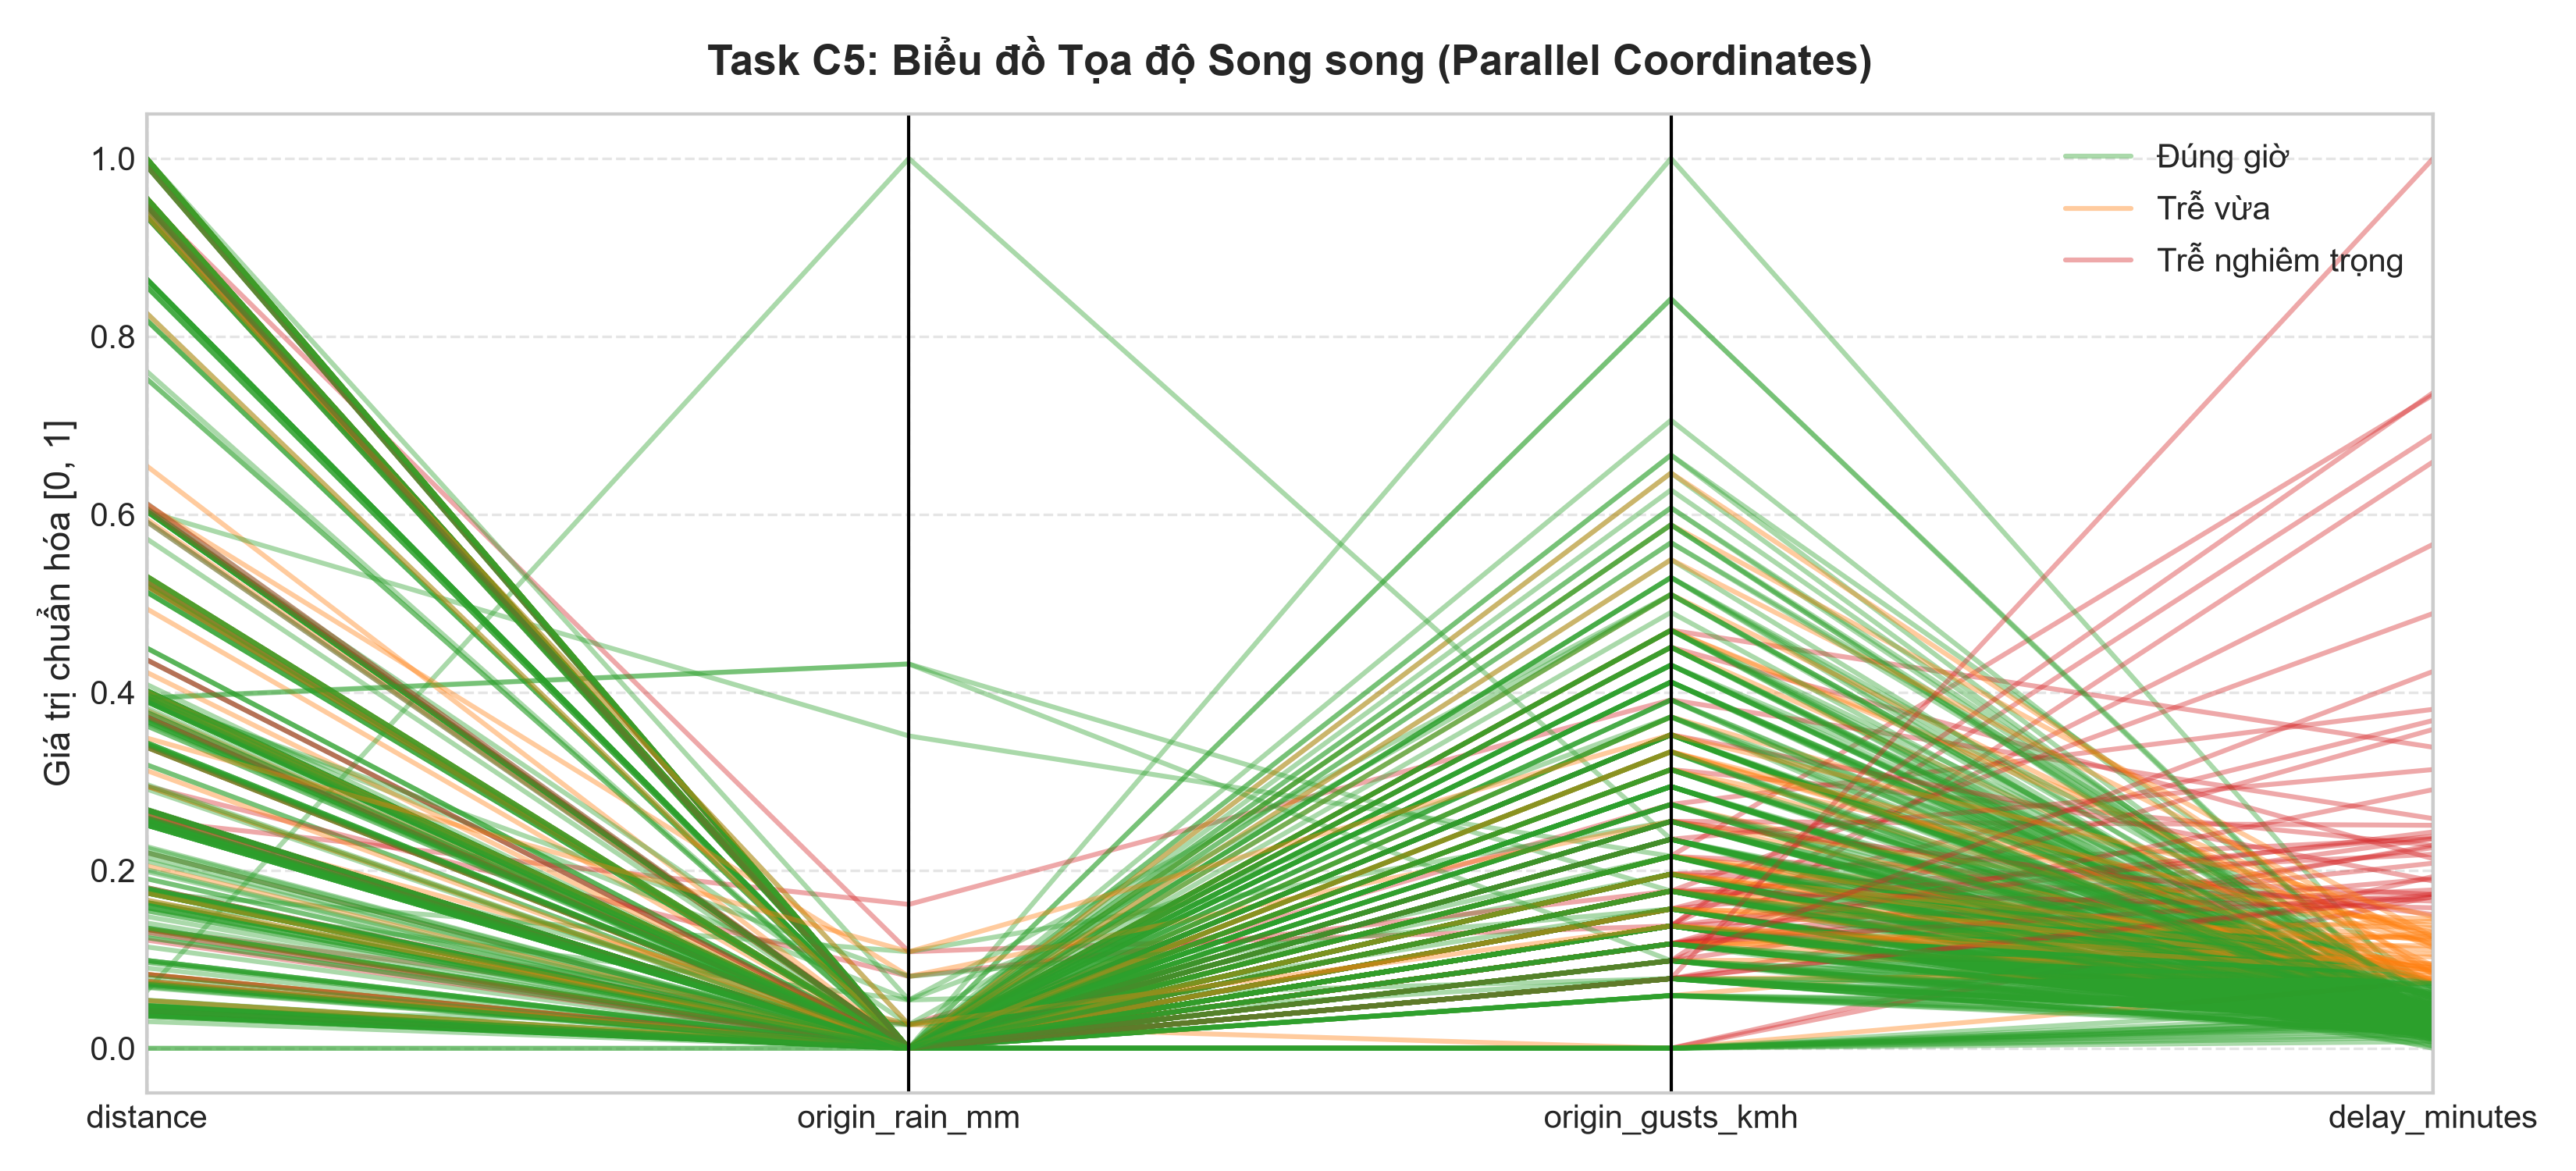 Task C5: Biểu đồ Tọa độ Song song (Parallel Coordinates)
Giá trị chuẩn hóa [0, 1]
1.0
0.8
0.6
0.4
0.2
0.0
Đúng giờ
Trễ vừa
Trễ nghiêm trọng
distance
origin_rain_mm
origin_gusts_kmh
delay_minutes